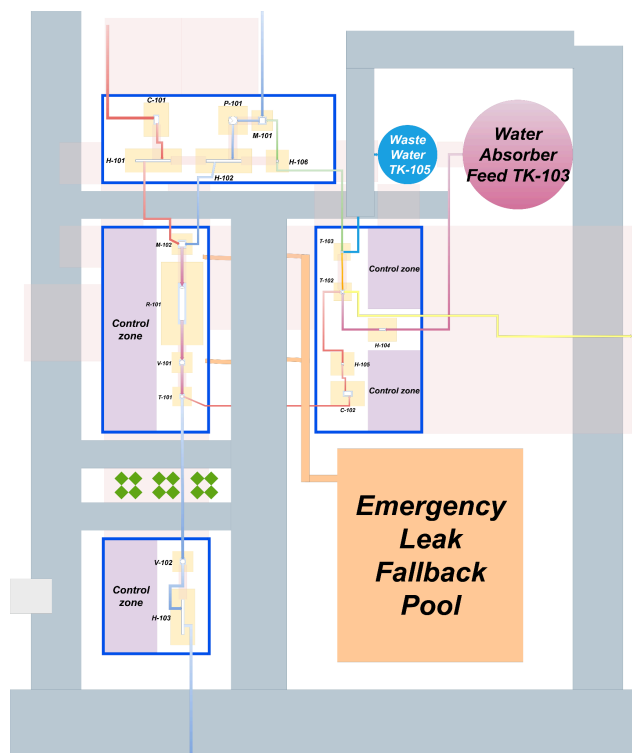 C-101
P-101
M-101
H-101
H-102
H-106
Waste
Water
TK-105
Water
Absorber
Feed TK-103
M-102
T-103
Control zone
T-102
R-101
Control
zone
H-104
V-101
H-105
T-101
Control zone
C-102
Emergency
Leak
Fallback
Pool
V-102
Control
zone
H-103